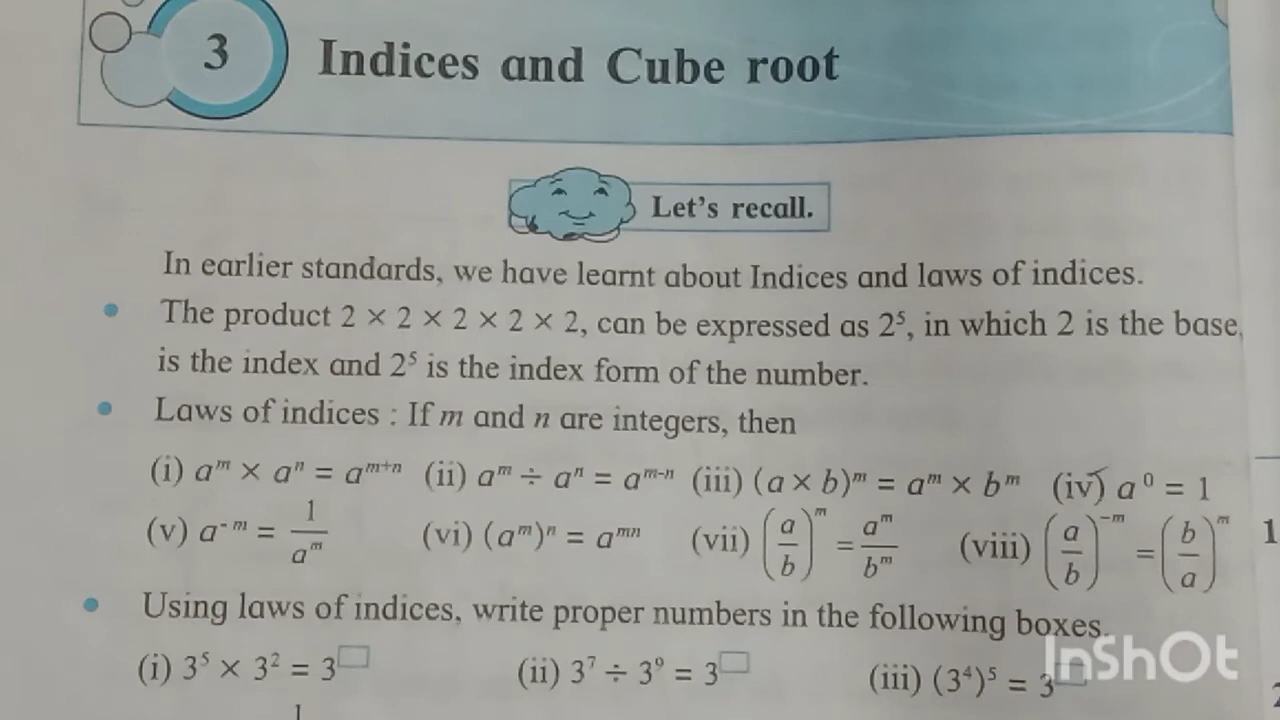 3 Indices and Cube root
Let's recall.
In earlier standards, we have learnt about Indices and laws of indices.
• The product 2 × 2 × 2 × 2 × 2, can be expressed as 2⁵, in which 2 is the base,
is the index and 2⁵ is the index form of the number.
• Laws of indices : If m and n are integers, then
(i) aᵐ × aⁿ = aᵐ⁺ⁿ (ii) aᵐ ÷ aⁿ = aᵐ⁻ⁿ (iii) (a × b)ᵐ = aᵐ × bᵐ (iv) a⁰ = 1
(v) a⁻ᵐ = 1/aᵐ (vi) (aᵐ)ⁿ = aᵐⁿ (vii) (a/b)ᵐ = aᵐ/bᵐ (viii) (a/b)⁻ᵐ = (b/a)ᵐ 1
• Using laws of indices, write proper numbers in the following boxes.
(i) 3⁵ × 3² = 3□ (ii) 3⁷ ÷ 3⁹ = 3□ (iii) (3⁴)⁵ = 3□
1
InShOt